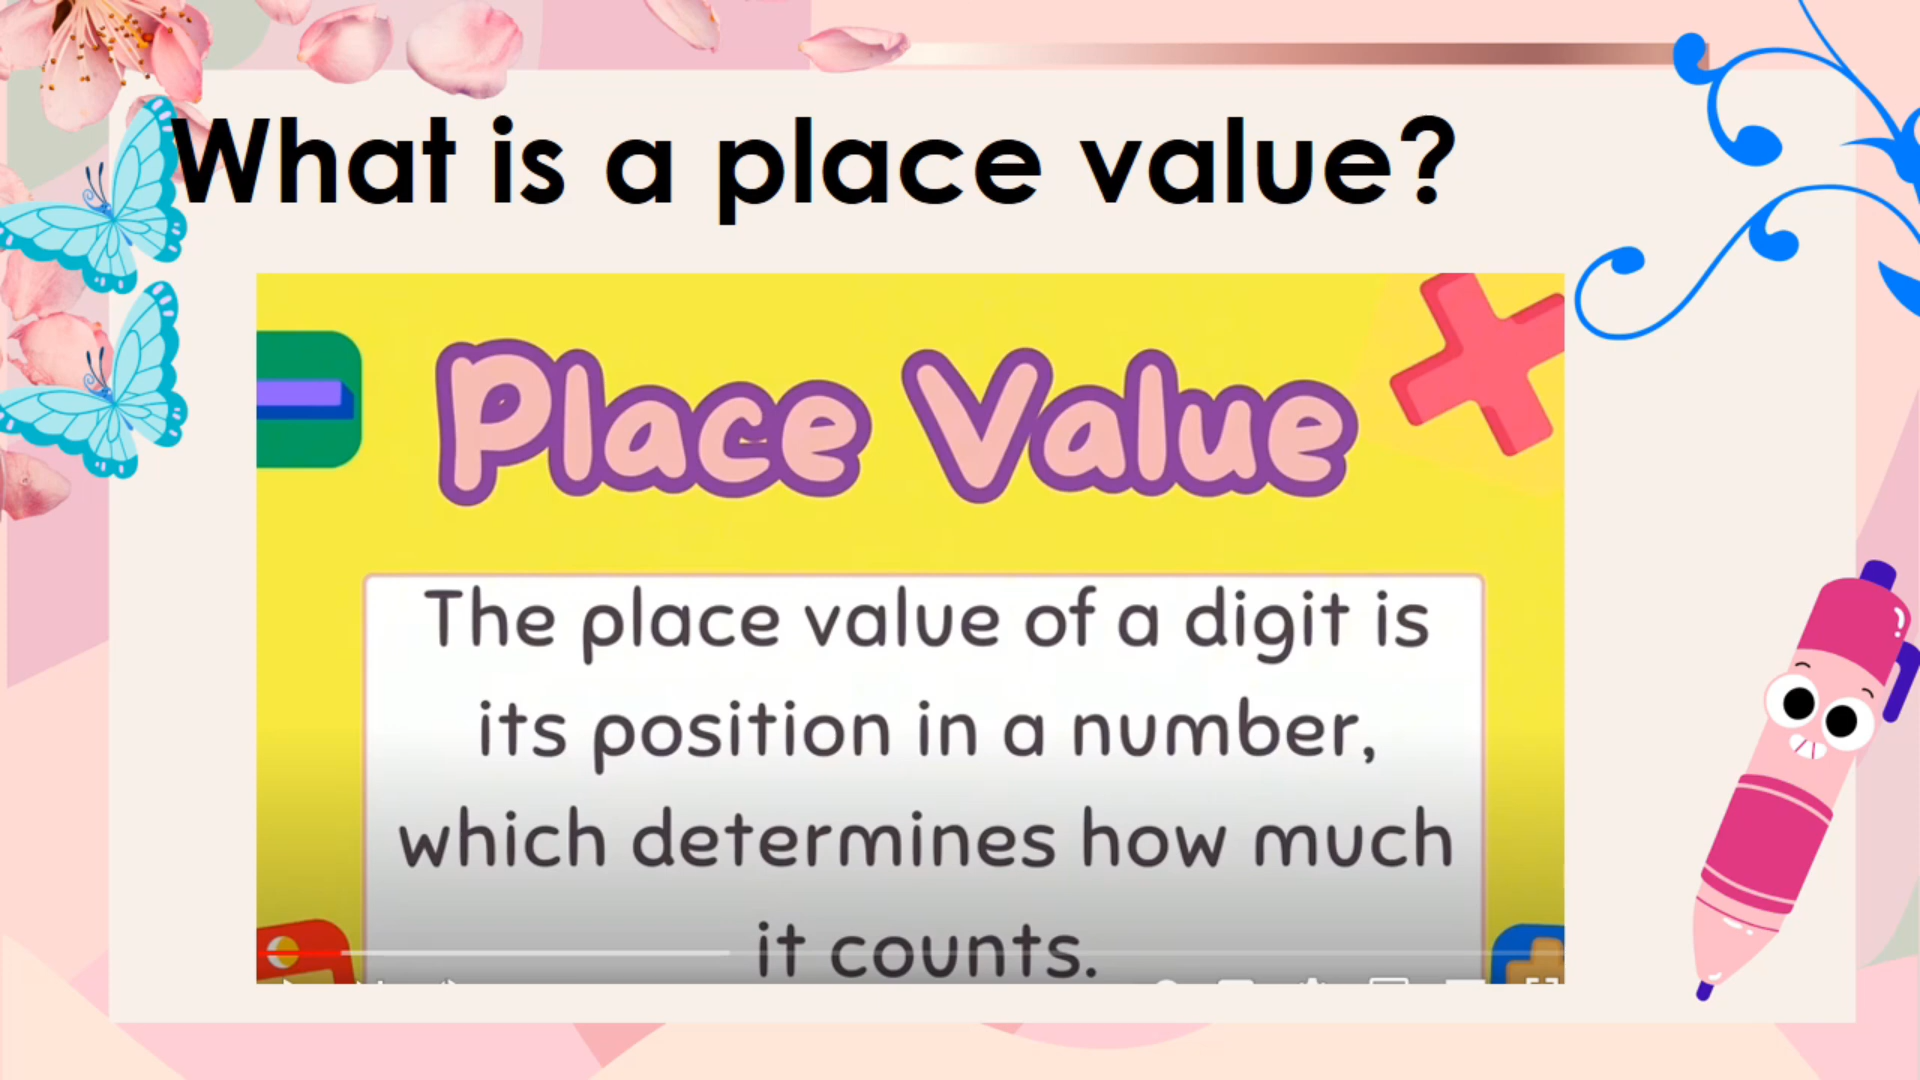 What is a place value?
Place Value
The place value of a digit is
its position in a number,
which determines how much
it counts.